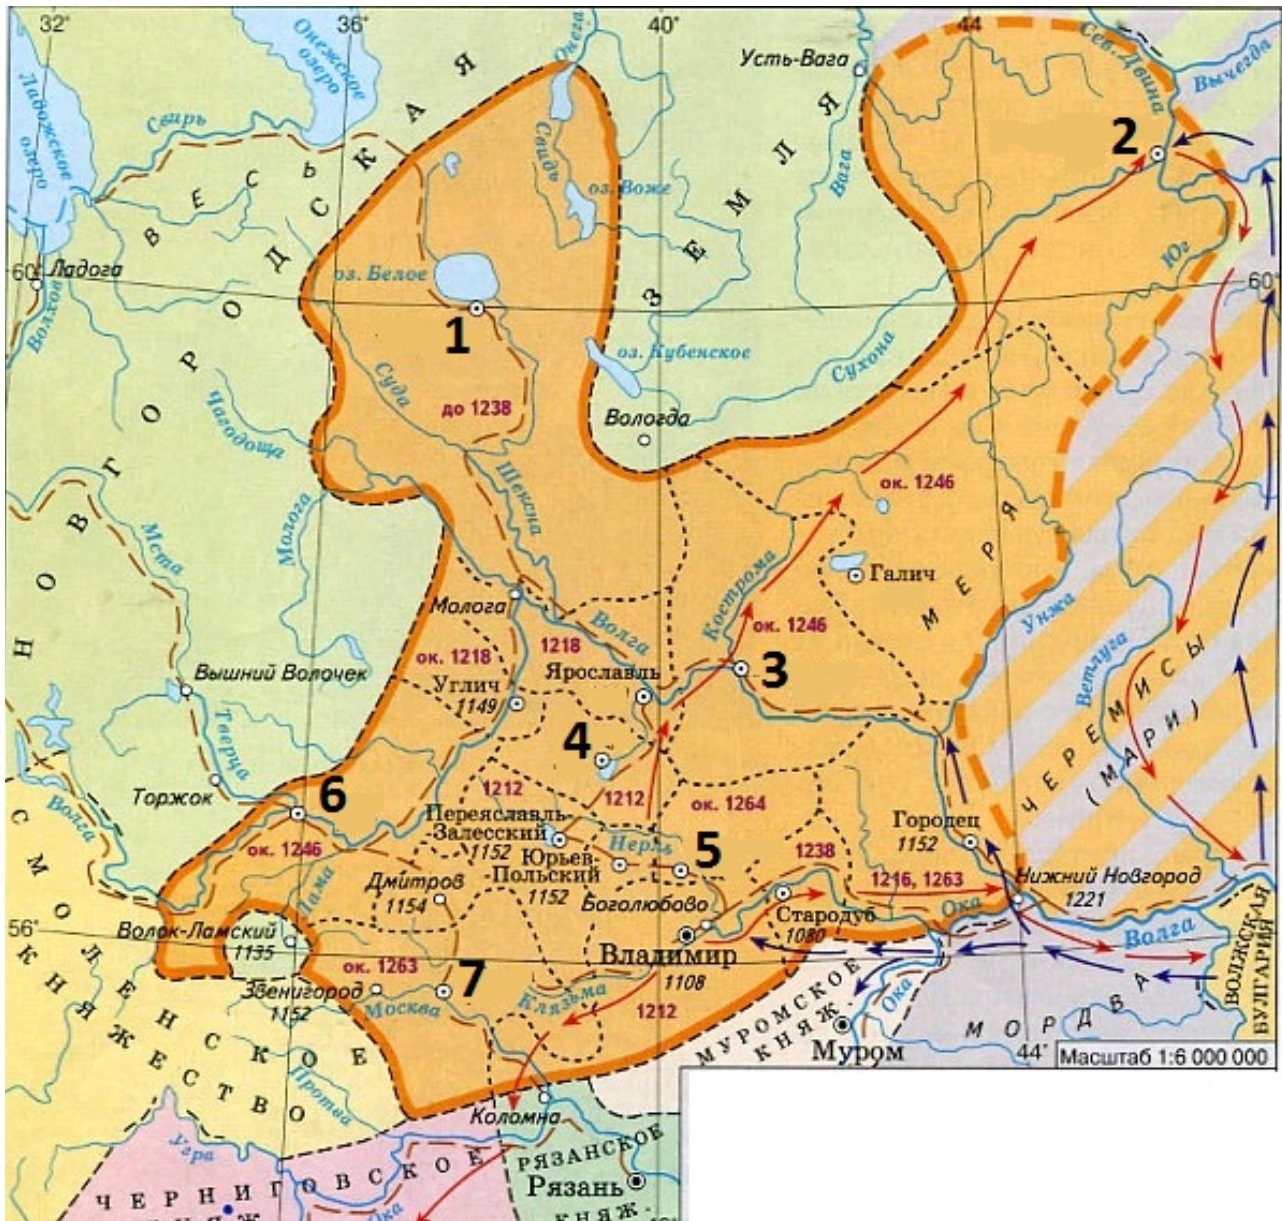 32°
36°
40°
44°
Онежское
озеро
Онега
Сев. Двина
Вычегда
Усть-Вага
Ладожское
озеро
Свирь
2
Свидь
Вага
ВЕСЬ
оз. Воже
НОВГОРОДСКАЯ
ЗЕМЛЯ
Юг
60°
Ладога
оз. Белое
60°
Волхов
1
оз. Кубенское
Сухона
Суда
до 1238
Чагодоща
Вологда
Шексна
ок. 1246
Молога
Мста
МЕРЯ
Галич
Молога
Кострома
Унжа
Волга
ок. 1246
1218
ок. 1218
Ветлуга
Вышний Волочек
Ярославль
3
Углич
1149
ЧЕРЕМИСЫ
(МАРИ)
Тверца
4
Торжок
6
1212
1212
ок. 1264
Волга
Переяславль-
-Залесский
1152
Нерль
5
Городец
1152
ок. 1246
Юрьев-
Польский
1152
1238
Дмитров
1154
Лама
1216, 1263
Нижний Новгород
1221
Боголюбово
Стародуб
1080
Ока
56°
Волок-Ламский
1135
Владимир
1108
Волга
ок. 1263
Звенигород
1152
7
Клязьма
Москва
1212
МУРОМСКОЕ
КНЯЖ.
Ока
Муром
МОРДВА
ВОЛЖСКАЯ
БУЛГАРИЯ
44°
Масштаб 1:6 000 000
СМОЛЕНСКОЕ
КНЯЖЕСТВО
Протва
Коломна
Угра
ЧЕРНИГОВСКОЕ
КНЯЖ
Ока
РЯЗАНСКОЕ
Рязань
КНЯЖ.